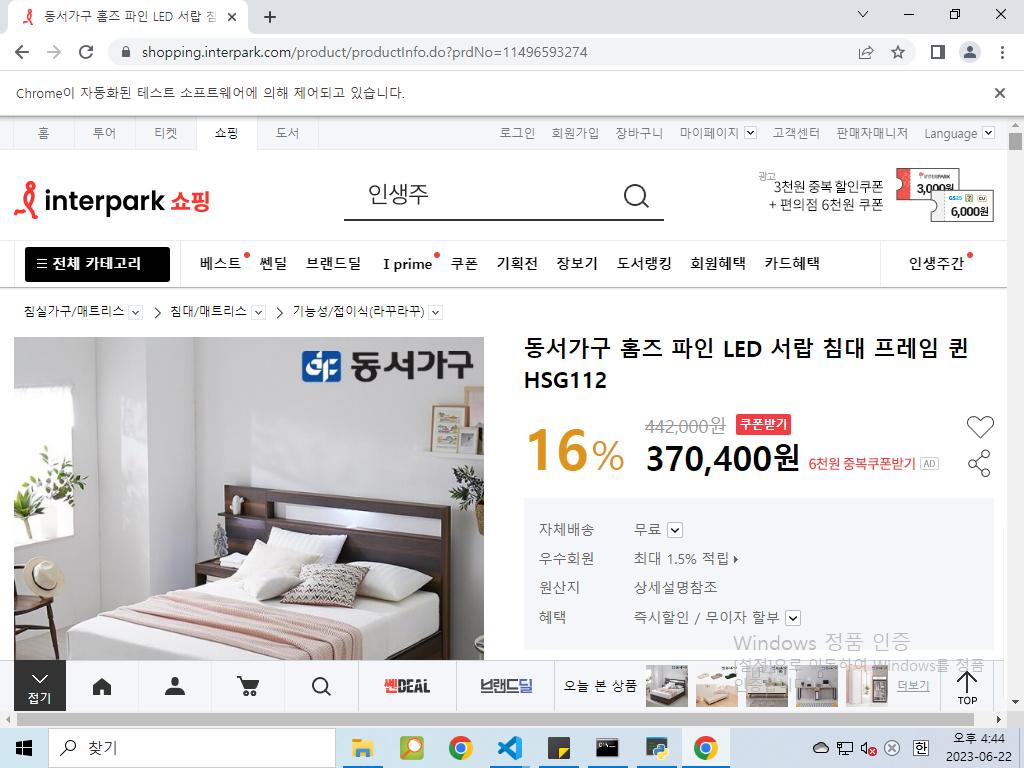 동서가구 홈즈 파인 LED 서랍 침
shopping.interpark.com/product/productInfo.do?prdNo=11496593274
Chrome이 자동화된 테스트 소프트웨어에 의해 제어되고 있습니다.
홈 투어 티켓 쇼핑 도서 로그인 회원가입 장바구니 마이페이지 고객센터 판매자매니저 Language
interpark 쇼핑
인생주
광고
3천원 중복 할인쿠폰
+ 편의점 6천원 쿠폰
INTERPARK
3,000원
GS25 CU
6,000원
전체 카테고리 베스트 쎈딜 브랜드딜 I prime 쿠폰 기획전 장보기 도서랭킹 회원혜택 카드혜택 인생주간
침실가구/매트리스 침대/매트리스 기능성/접이식(라꾸라꾸)
동서가구
동서가구 홈즈 파인 LED 서랍 침대 프레임 퀸
HSG112
16%
442,000원 쿠폰받기
370,400원 6천원 중복쿠폰받기 AD
자체배송 무료
우수회원 최대 1.5% 적립
원산지 상세설명참조
혜택 즉시할인 / 무이자 할부
Windows 정품 인증
[설정]으로 이동하여 Windows를 정품
인증합니다.
접기
쎈DEAL
브랜드딜
오늘 본 상품
더보기
TOP
찾기
한
오후 4:44
2023-06-22